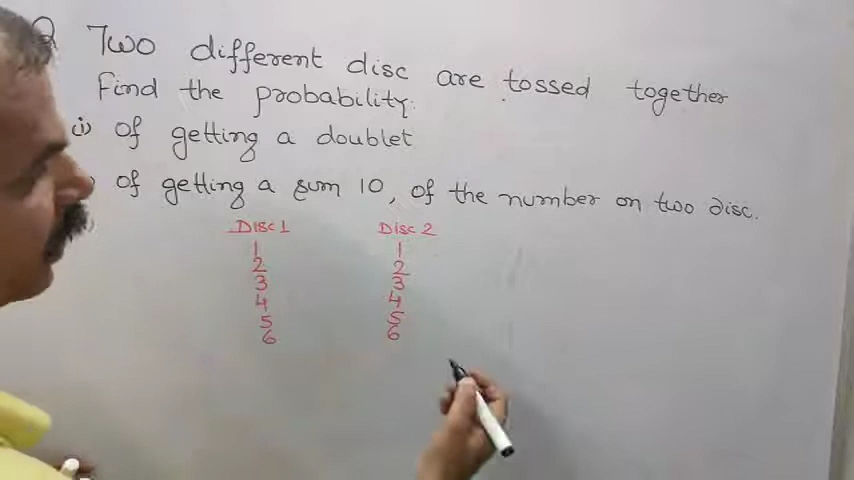 Q Two different disc are tossed together
Find the probability.
(i) of getting a doublet
) of getting a sum 10, of the number on two disc.
Disc 1 Disc 2
1 1
2 2
3 3
4 4
5 5
6 6